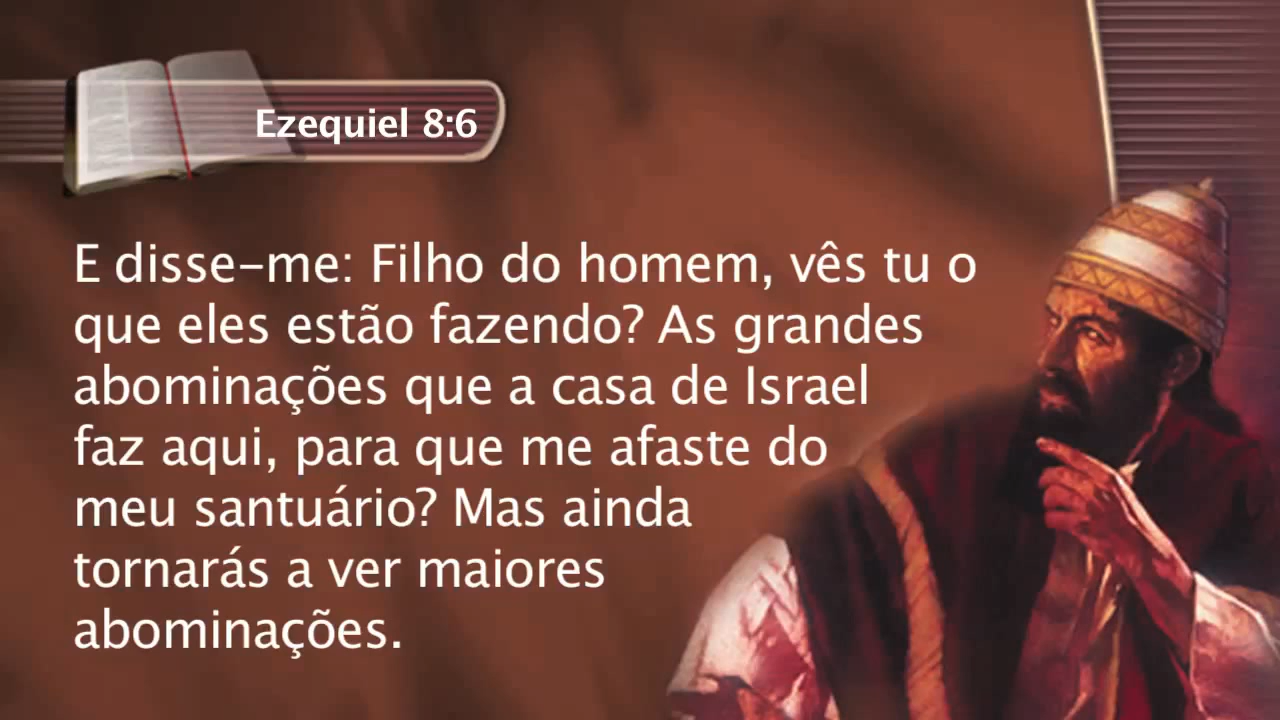 Ezequiel 8:6
E disse-me: Filho do homem, vês tu o
que eles estão fazendo? As grandes
abominações que a casa de Israel
faz aqui, para que me afaste do
meu santuário? Mas ainda
tornarás a ver maiores
abominações.